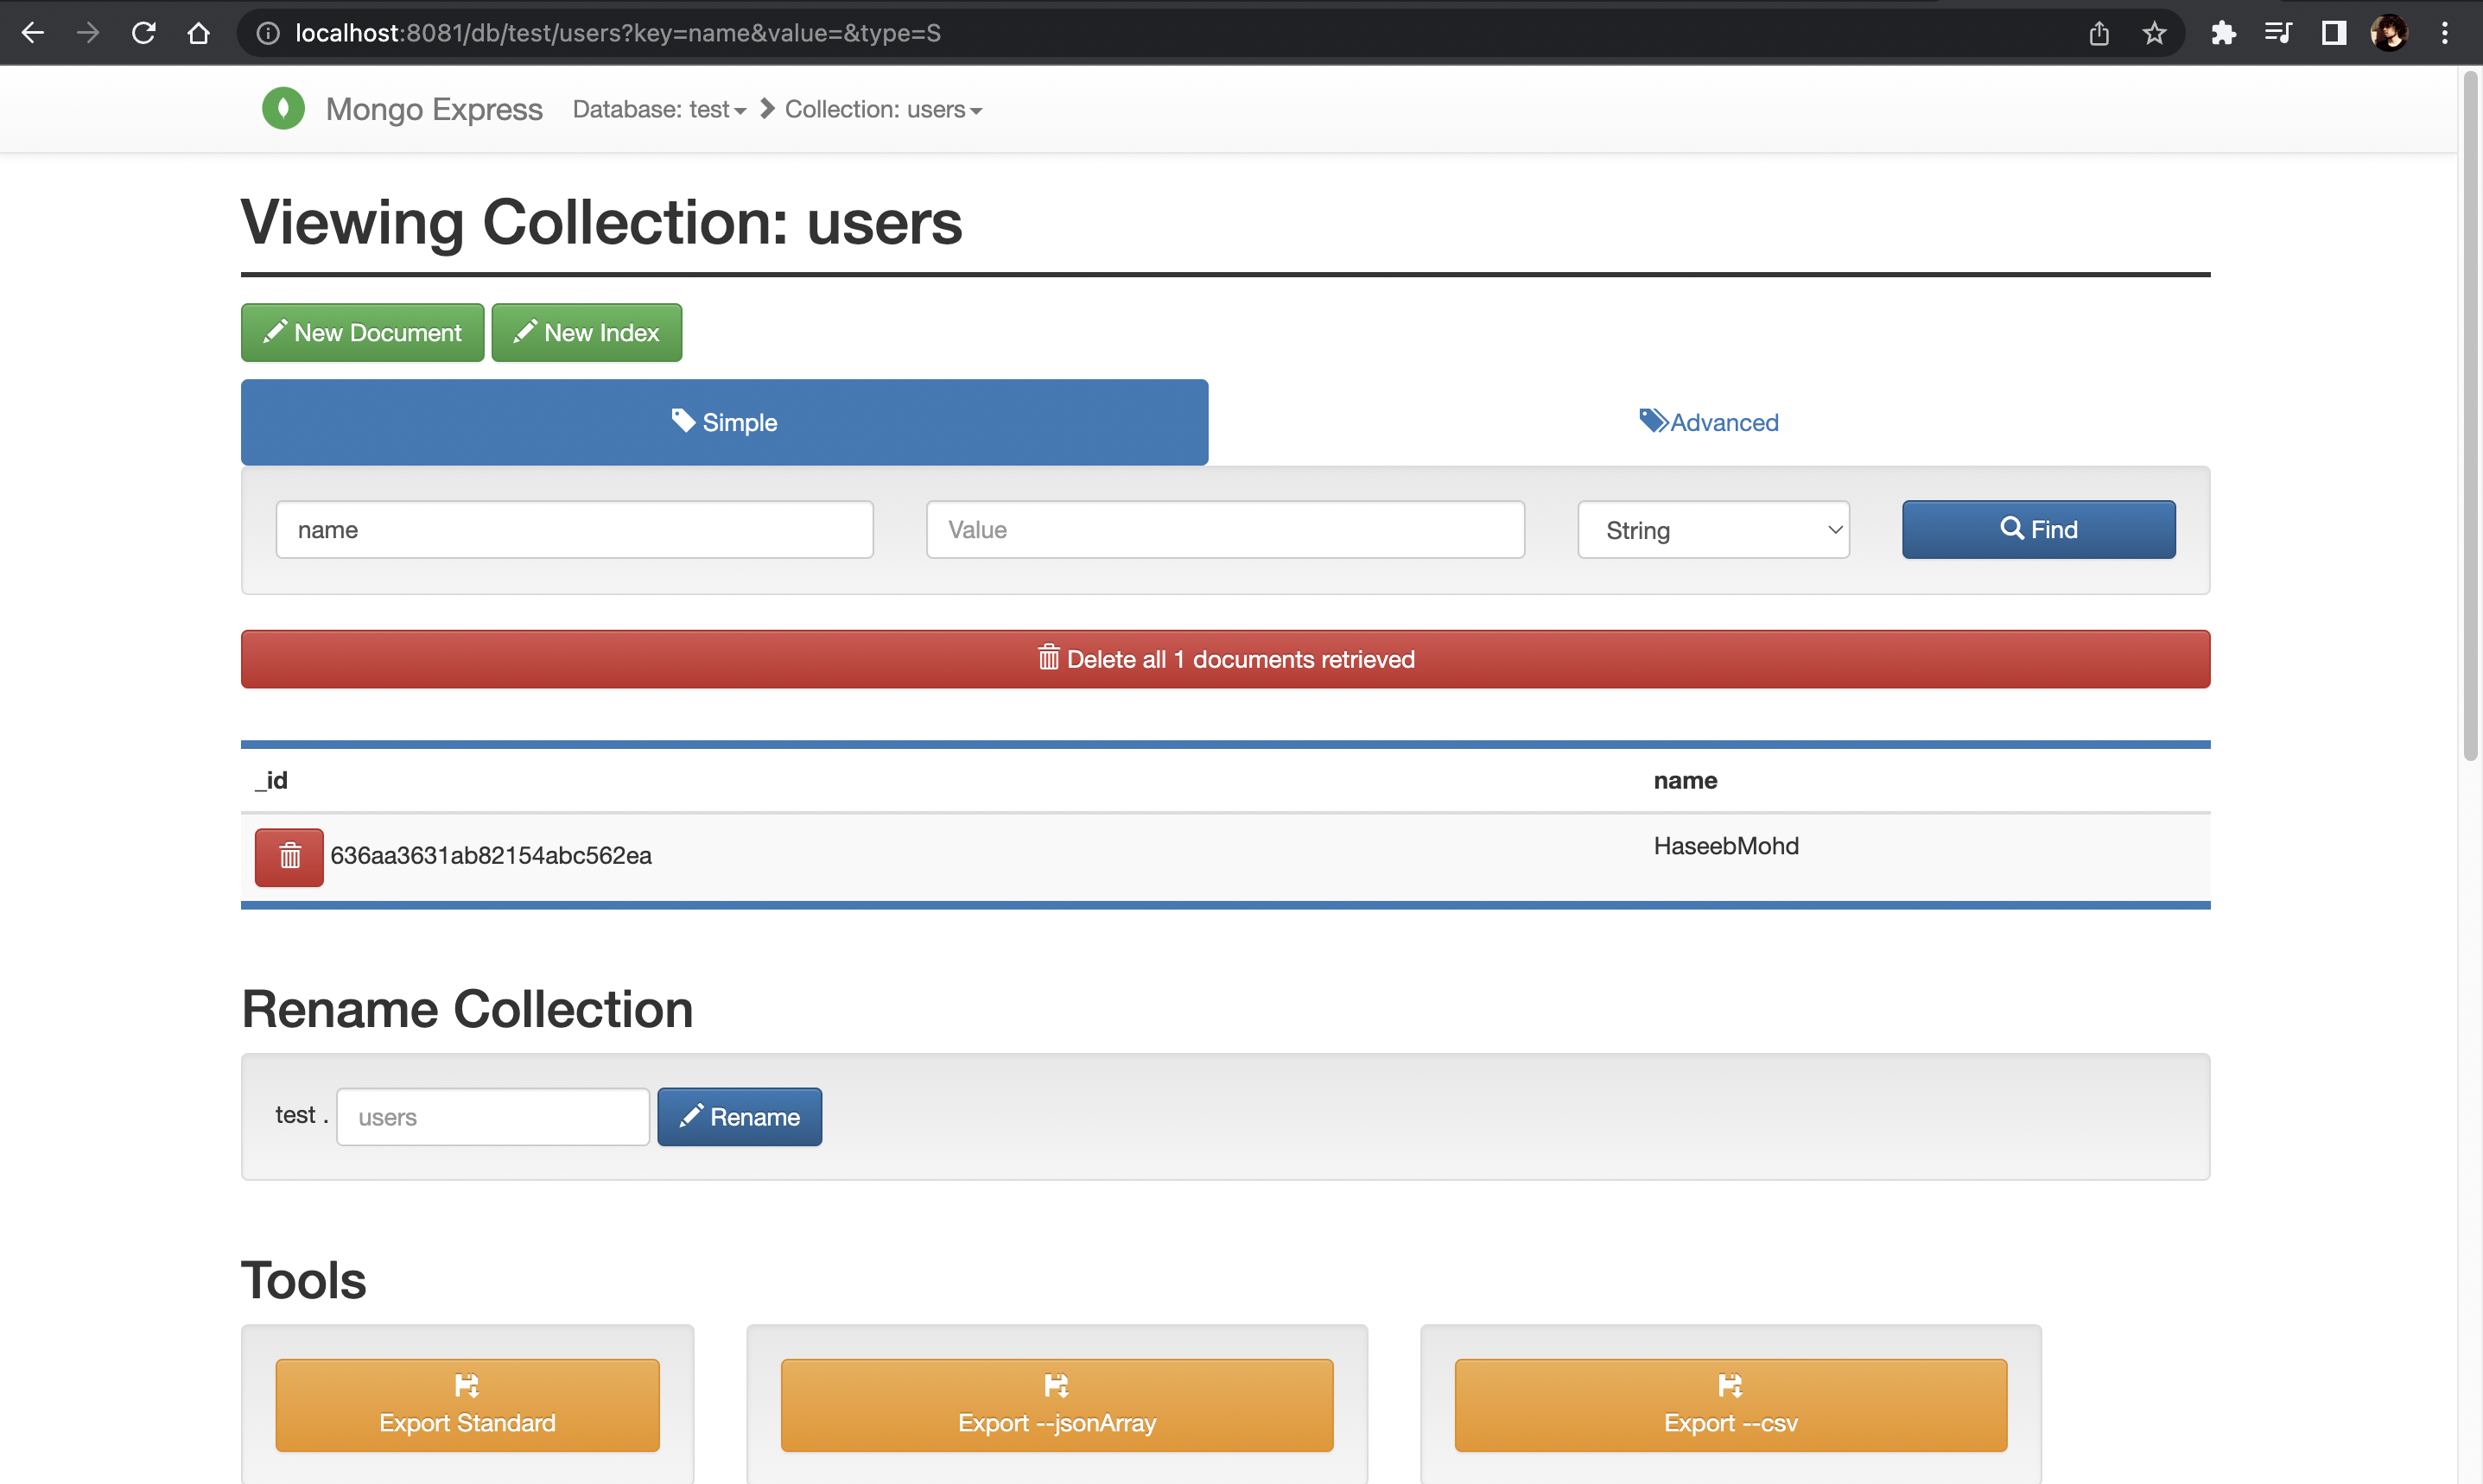 localhost:8081/db/test/users?key=name&value=&type=S
Mongo Express Database: test Collection: users
Viewing Collection: users
New Document New Index
Simple Advanced
name Value String Find
Delete all 1 documents retrieved
_id name
636aa3631ab82154abc562ea HaseebMohd
Rename Collection
test . users Rename
Tools
Export Standard Export --jsonArray Export --csv